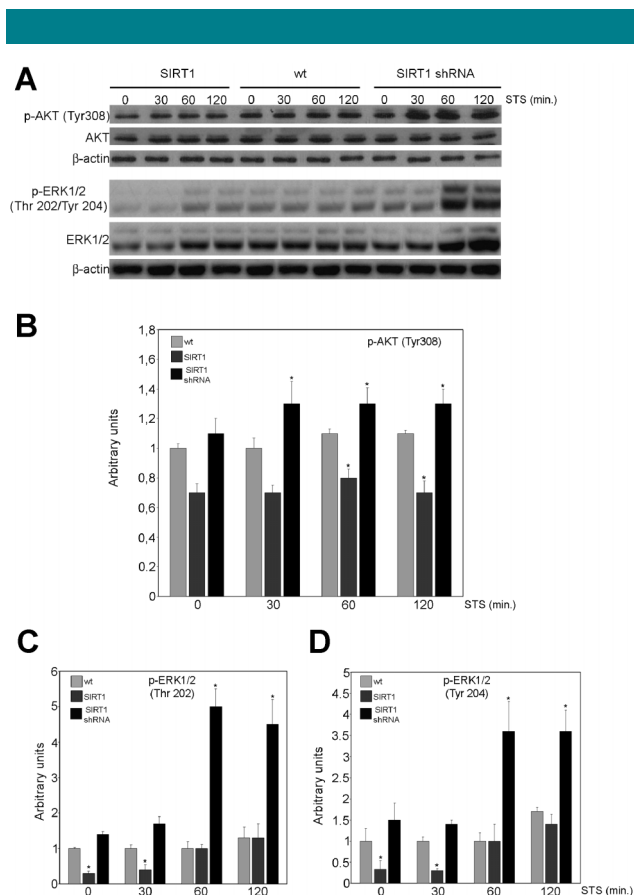 A
SIRT1 wt SIRT1 shRNA
0 30 60 120 0 30 60 120 0 30 60 120 STS (min.)
p-AKT (Tyr308)
AKT
β-actin
p-ERK1/2
(Thr 202/Tyr 204)
ERK1/2
β-actin
B
p-AKT (Tyr308)
wt
SIRT1
SIRT1
shRNA
Arbitrary units
1,8
1,6
1,4
1,2
1
0,8
0,6
0,4
0.2
0
* * * * *
0 30 60 120 STS (min.)
C
p-ERK1/2
(Thr 202)
wt
SIRT1
SIRT1
shRNA
Arbitrary units
6
5
4
3
2
1
0
* * * *
0 30 60 120
D
p-ERK1/2
(Tyr 204)
wt
SIRT1
SIRT1
shRNA
Arbitrary units
5
4.5
4
3.5
3
2.5
2
1.5
1
0.5
0
* * * *
0 30 60 120 STS (min.)